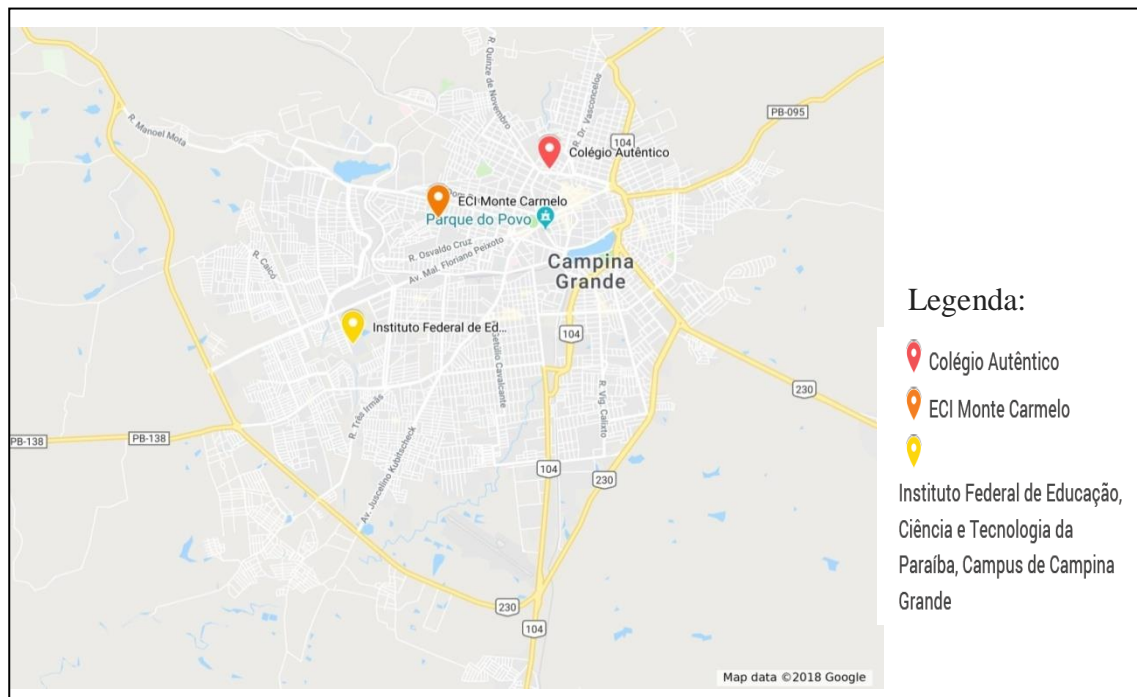 R. Quinze de Novembro
R. Dr. Vasconcelos
PB-095
R. Manoel Mota
104
Colégio Autêntico
ECI Monte Carmelo
Parque do Povo
R. Osvaldo Cruz
Av. Mal. Floriano Peixoto
R. Caicó
Campina
Grande
Instituto Federal de Ed...
104
Getúlio Cavalcante
R. Vig. Calixto
230
R. Três Irmãs
PB-138
PB-138
Av. Juscelino Kubitscheck
104
230
230
104
Map data ©2018 Google
Legenda:
Colégio Autêntico
ECI Monte Carmelo
Instituto Federal de Educação,
Ciência e Tecnologia da
Paraíba, Campus de Campina
Grande